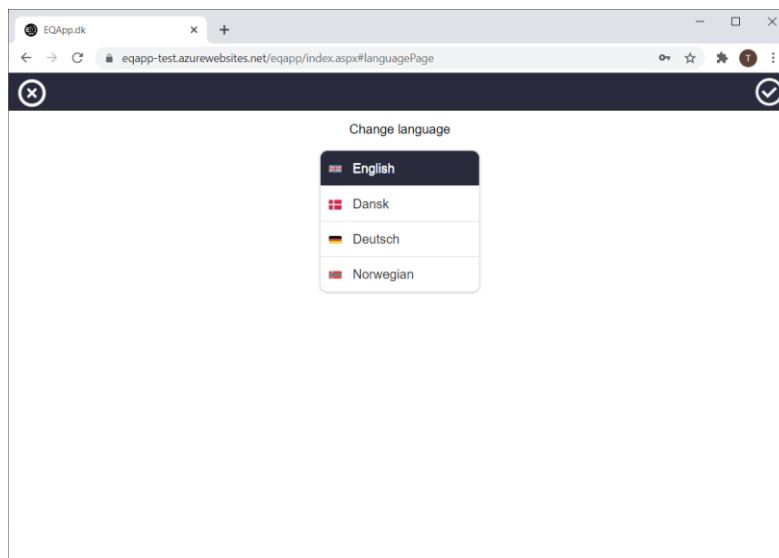 EQApp.dk
eqapp-test.azurewebsites.net/eqapp/index.aspx#languagePage
T
Change language
English
Dansk
Deutsch
Norwegian